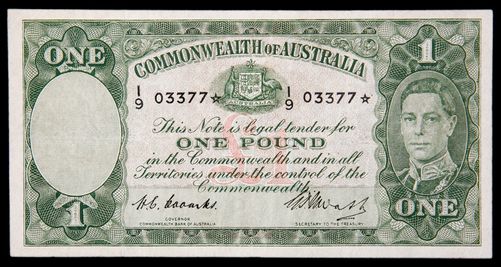 ONE
COMMONWEALTH OF AUSTRALIA
1
AUSTRALIA
I/9 03377☆
I/9 03377☆
This Note is legal tender for
ONE POUND
in the Commonwealth and in all
Territories under the control of the
Commonwealth.
GOVERNOR
COMMONWEALTH BANK OF AUSTRALIA
SECRETARY TO THE TREASURY
1
ONE